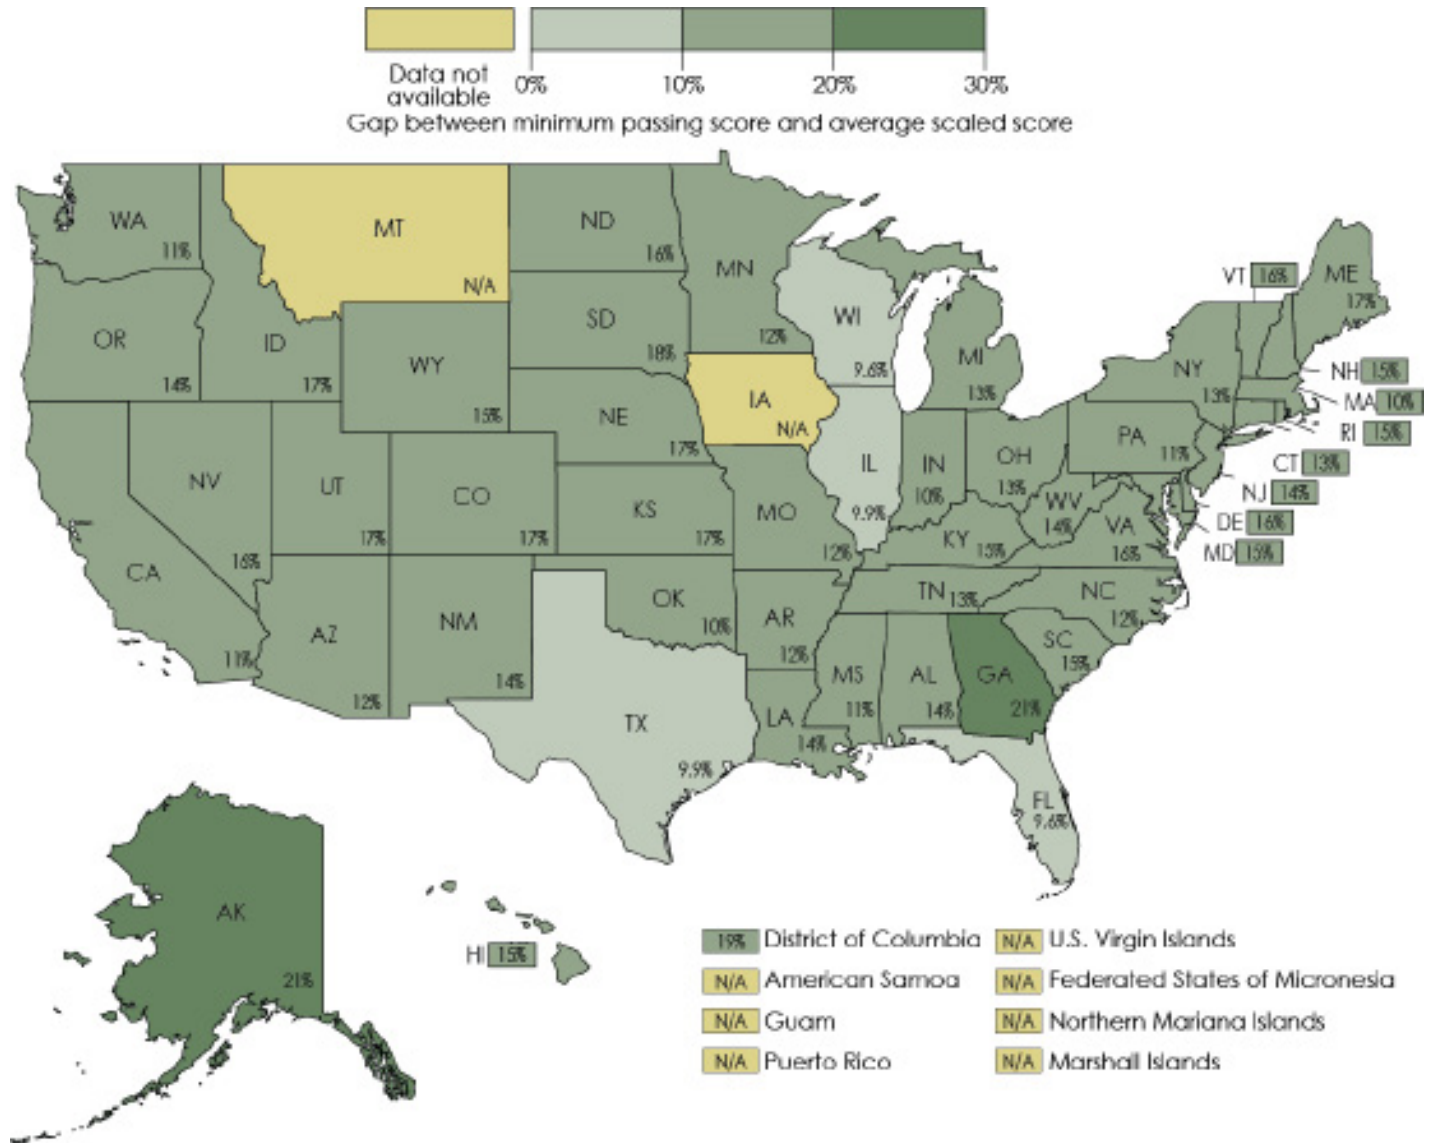 Data not
available
0% 10% 20% 30%
Gap between minimum passing score and average scaled score
WA
11%
MT
N/A
ND
16%
MN
12%
VT 16%
ME
17%
OR
14%
ID
17%
WY
15%
SD
18%
WI
9.6%
MI
13%
NY
13%
NH 15%
MA 10%
RI 15%
CT 13%
NJ 14%
DE 16%
MD 15%
NE
17%
IA
N/A
IL
9.9%
IN
10%
OH
13%
PA
11%
NV
16%
UT
17%
CO
17%
KS
17%
MO
12%
KY 15%
WV
14%
VA
16%
CA
11%
AZ
12%
NM
14%
OK
10%
AR
12%
TN 13%
NC
12%
SC
15%
MS
11%
AL
14%
GA
21%
TX
9.9%
LA
14%
FL
9.6%
AK
21%
HI 15%
19% District of Columbia
N/A American Samoa
N/A Guam
N/A Puerto Rico
N/A U.S. Virgin Islands
N/A Federated States of Micronesia
N/A Northern Mariana Islands
N/A Marshall Islands